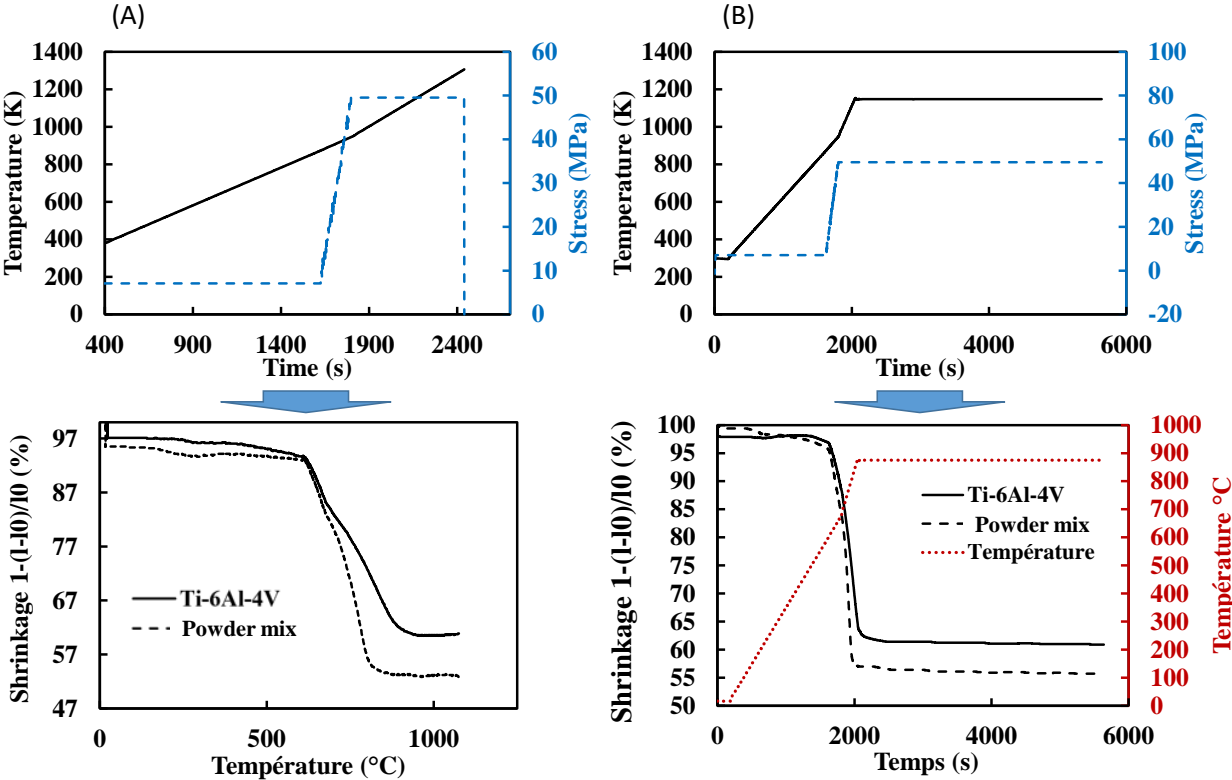 (A)
Temperature (K)
1400
1200
1000
800
600
400
200
0
60
50
40
30
20
10
0
Stress (MPa)
400 900 1400 1900 2400
Time (s)
(B)
Temperature (K)
1400
1200
1000
800
600
400
200
0
100
80
60
40
20
0
-20
Stress (MPa)
0 2000 4000 6000
Time (s)
Shrinkage 1-(l-l0)/l0 (%)
97
87
77
67
57
47
Ti-6Al-4V
Powder mix
0 500 1000
Température (°C)
Shrinkage 1-(l-l0)/l0 (%)
100
95
90
85
80
75
70
65
60
55
50
Ti-6Al-4V
Powder mix
Température
1000
900
800
700
600
500
400
300
200
100
0
Température °C
0 2000 4000 6000
Temps (s)